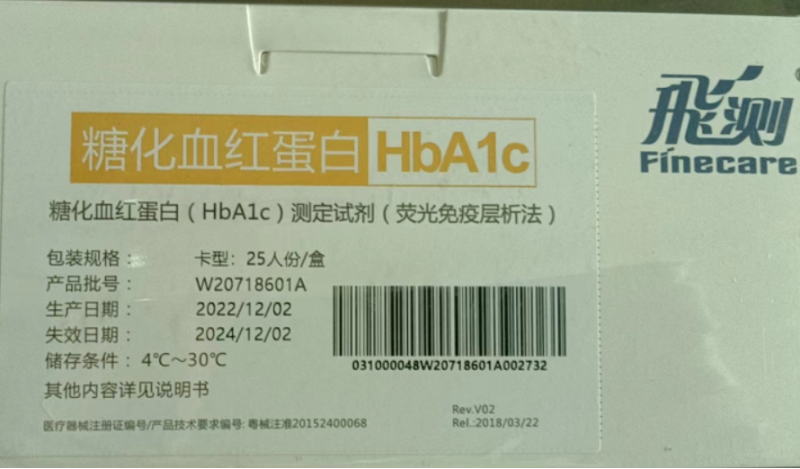 飛测
Finecare
糖化血红蛋白 HbA1c
糖化血红蛋白（HbA1c）测定试剂（荧光免疫层析法）
包装规格： 卡型：25人份/盒
产品批号： W20718601A
生产日期： 2022/12/02
失效日期： 2024/12/02
储存条件： 4℃～30℃
031000048W20718601A002732
其他内容详见说明书
Rev.V02
医疗器械注册证编号/产品技术要求编号: 粤械注准20152400068
Rel.:2018/03/22